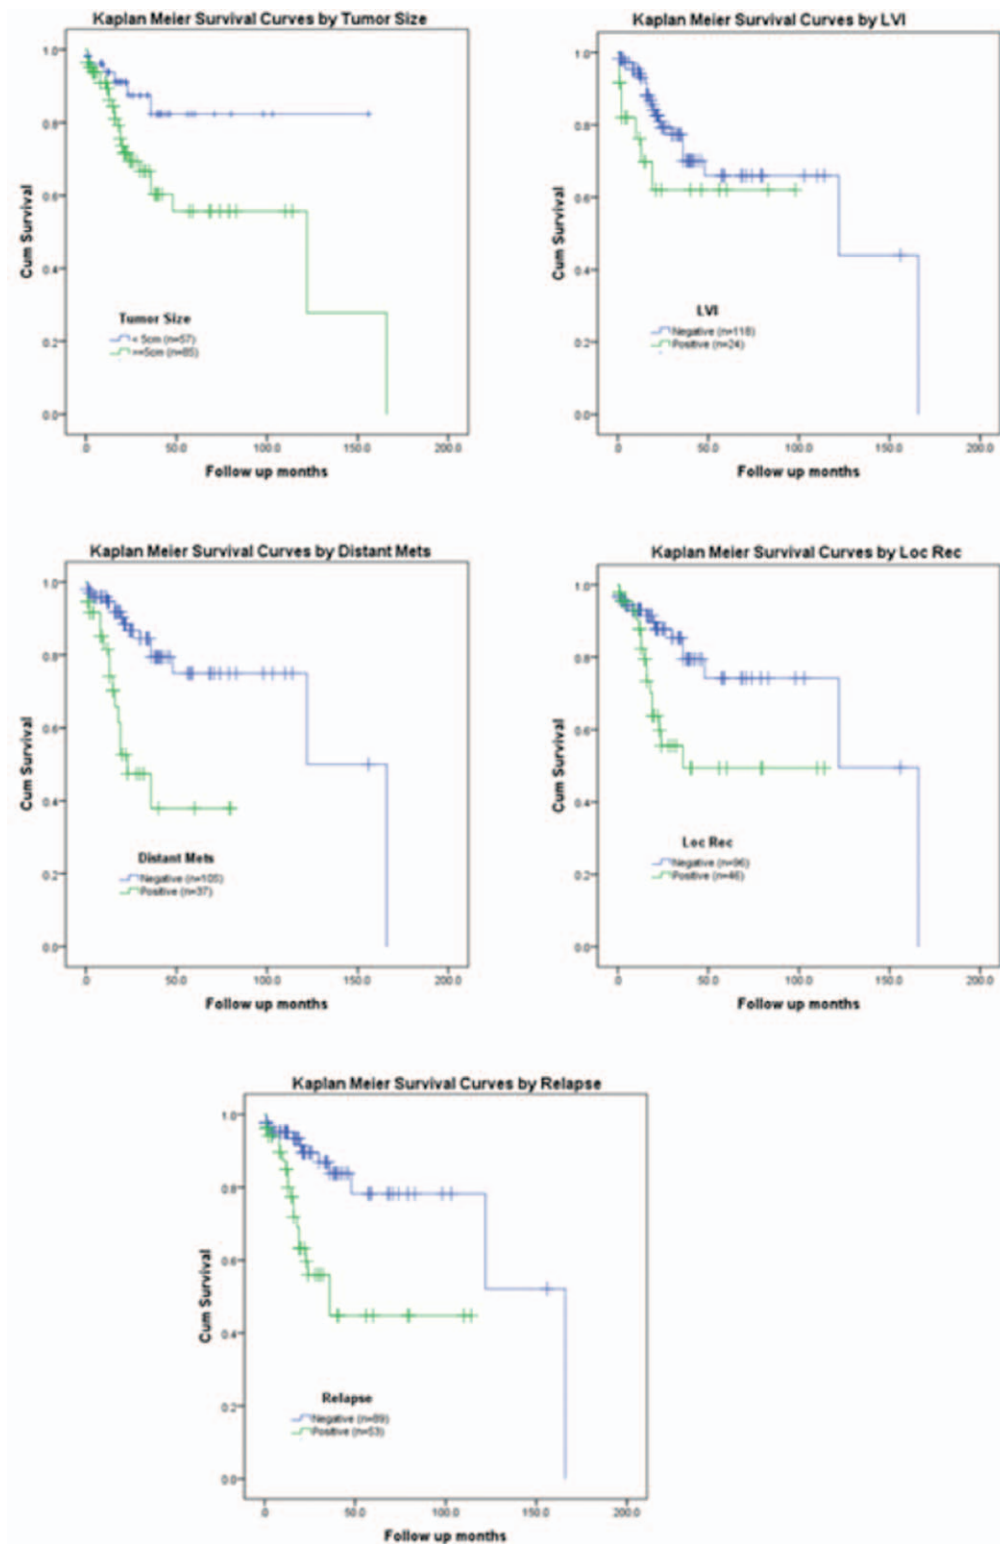 Kaplan Meier Survival Curves by Tumor Size
1.0
0.8
0.6
0.4
0.2
0.0
Cum Survival
Tumor Size
< 5cm (n=57)
>=5cm (n=85)
.0 50.0 100.0 150.0 200.0
Follow up months
Kaplan Meier Survival Curves by LVI
1.0
0.8
0.6
0.4
0.2
0.0
Cum Survival
LVI
Negative (n=118)
Positive (n=24)
.0 50.0 100.0 150.0 200.0
Follow up months
Kaplan Meier Survival Curves by Distant Mets
1.0
0.8
0.6
0.4
0.2
0.0
Cum Survival
Distant Mets
Negative (n=105)
Positive (n=37)
.0 50.0 100.0 150.0 200.0
Follow up months
Kaplan Meier Survival Curves by Loc Rec
1.0
0.8
0.6
0.4
0.2
0.0
Cum Survival
Loc Rec
Negative (n=96)
Positive (n=46)
.0 50.0 100.0 150.0 200.0
Follow up months
Kaplan Meier Survival Curves by Relapse
1.0
0.8
0.6
0.4
0.2
0.0
Cum Survival
Relapse
Negative (n=89)
Positive (n=53)
.0 50.0 100.0 150.0 200.0
Follow up months